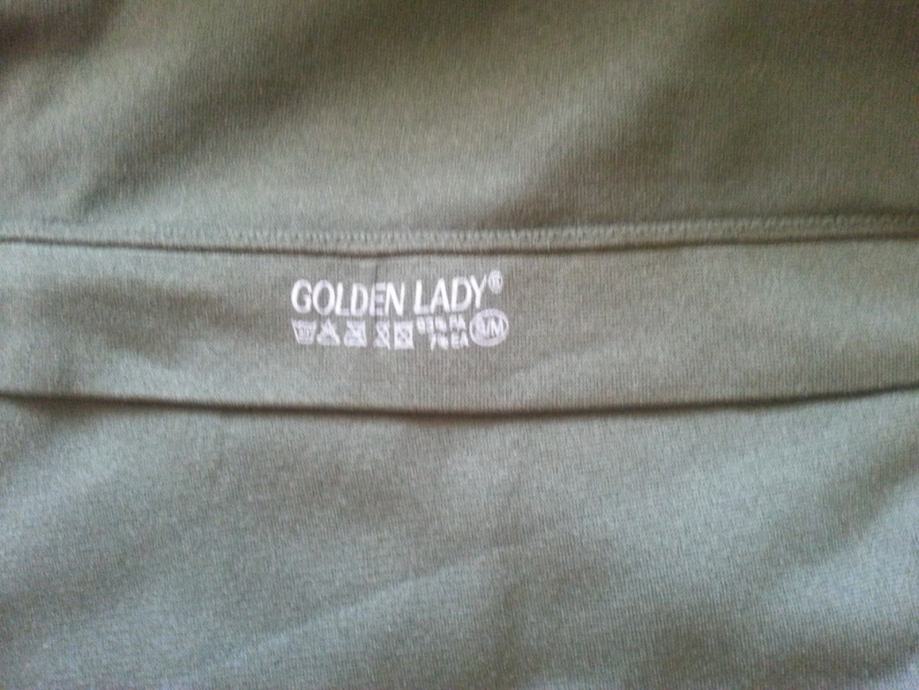 GOLDEN LADY®
93% PA S/M
7% EA